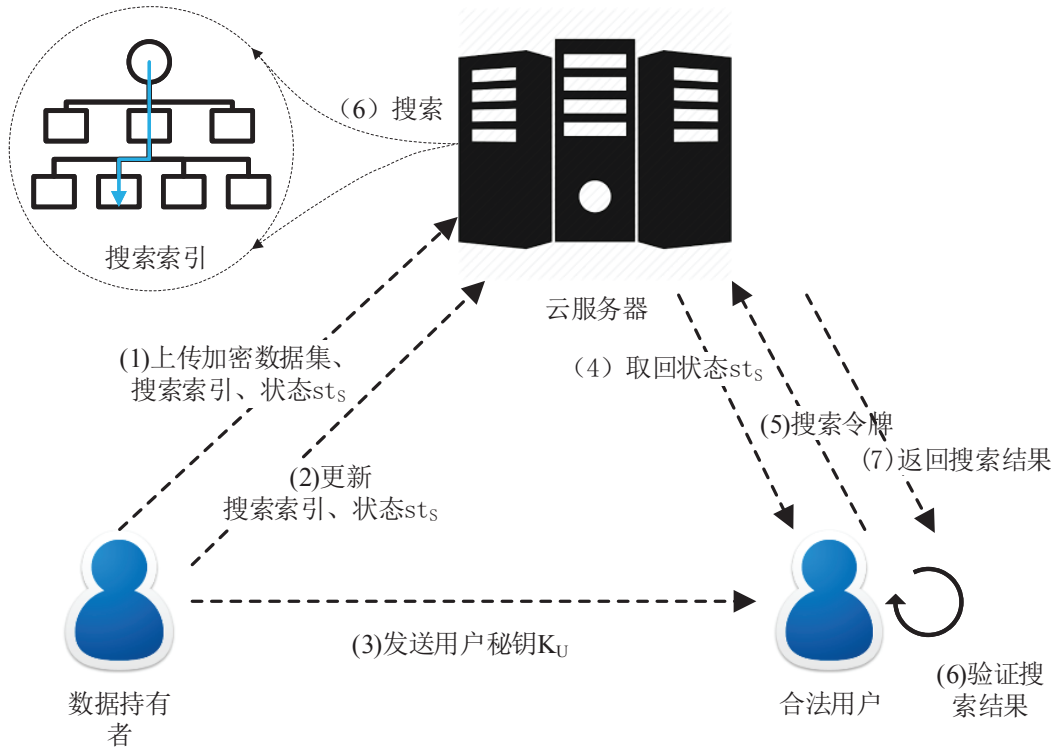 （6）搜索
搜索索引
云服务器
(1)上传加密数据集、
搜索索引、状态stS
（4）取回状态stS
(5)搜索令牌
(7）返回搜索结果
(2)更新
搜索索引、状态stS
(3)发送用户秘钥KU
(6)验证搜
索结果
数据持有
者
合法用户